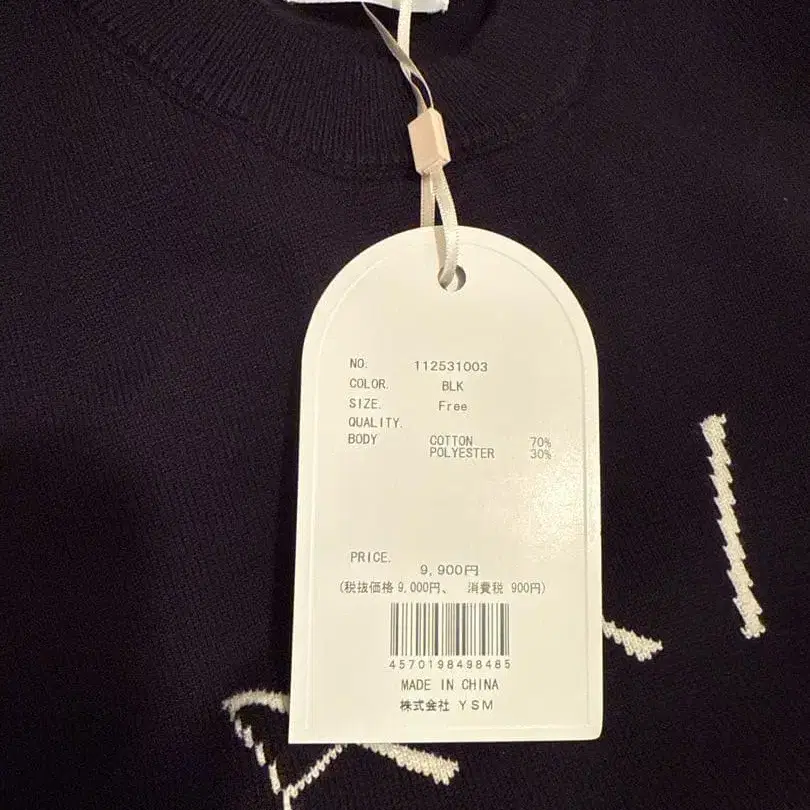 NO. 112531003
COLOR. BLK
SIZE. Free
QUALITY.
BODY COTTON 70%
POLYESTER 30%
PRICE.
9,900円
(税抜価格 9,000円、 消費税 900円)
4570198498485
MADE IN CHINA
株式会社 YSM